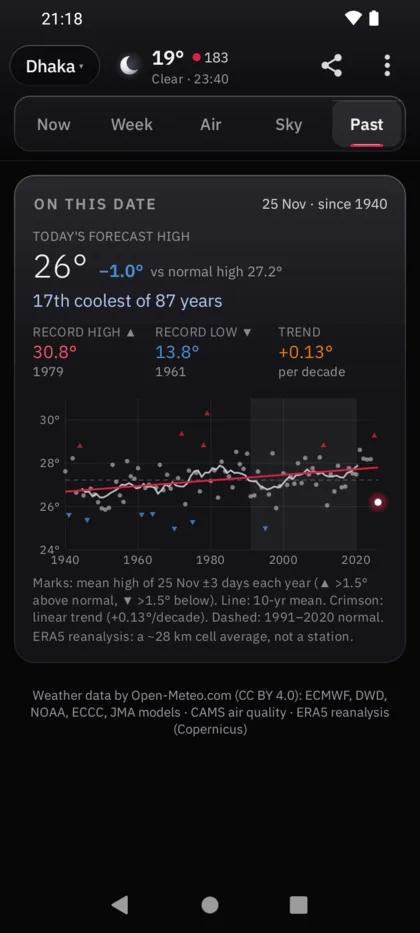 21:18
Dhaka
19° 183
Clear · 23:40
Now Week Air Sky Past
ON THIS DATE 25 Nov · since 1940
TODAY'S FORECAST HIGH
26° −1.0° vs normal high 27.2°
17th coolest of 87 years
RECORD HIGH ▲ RECORD LOW ▼ TREND
30.8° 13.8° +0.13°
1979 1961 per decade
30°
28°
26°
24°
1940 1960 1980 2000 2020
Marks: mean high of 25 Nov ±3 days each year (▲ >1.5°
above normal, ▼ >1.5° below). Line: 10-yr mean. Crimson:
linear trend (+0.13°/decade). Dashed: 1991–2020 normal.
ERA5 reanalysis: a ~28 km cell average, not a station.
Weather data by Open-Meteo.com (CC BY 4.0): ECMWF, DWD,
NOAA, ECCC, JMA models · CAMS air quality · ERA5 reanalysis
(Copernicus)